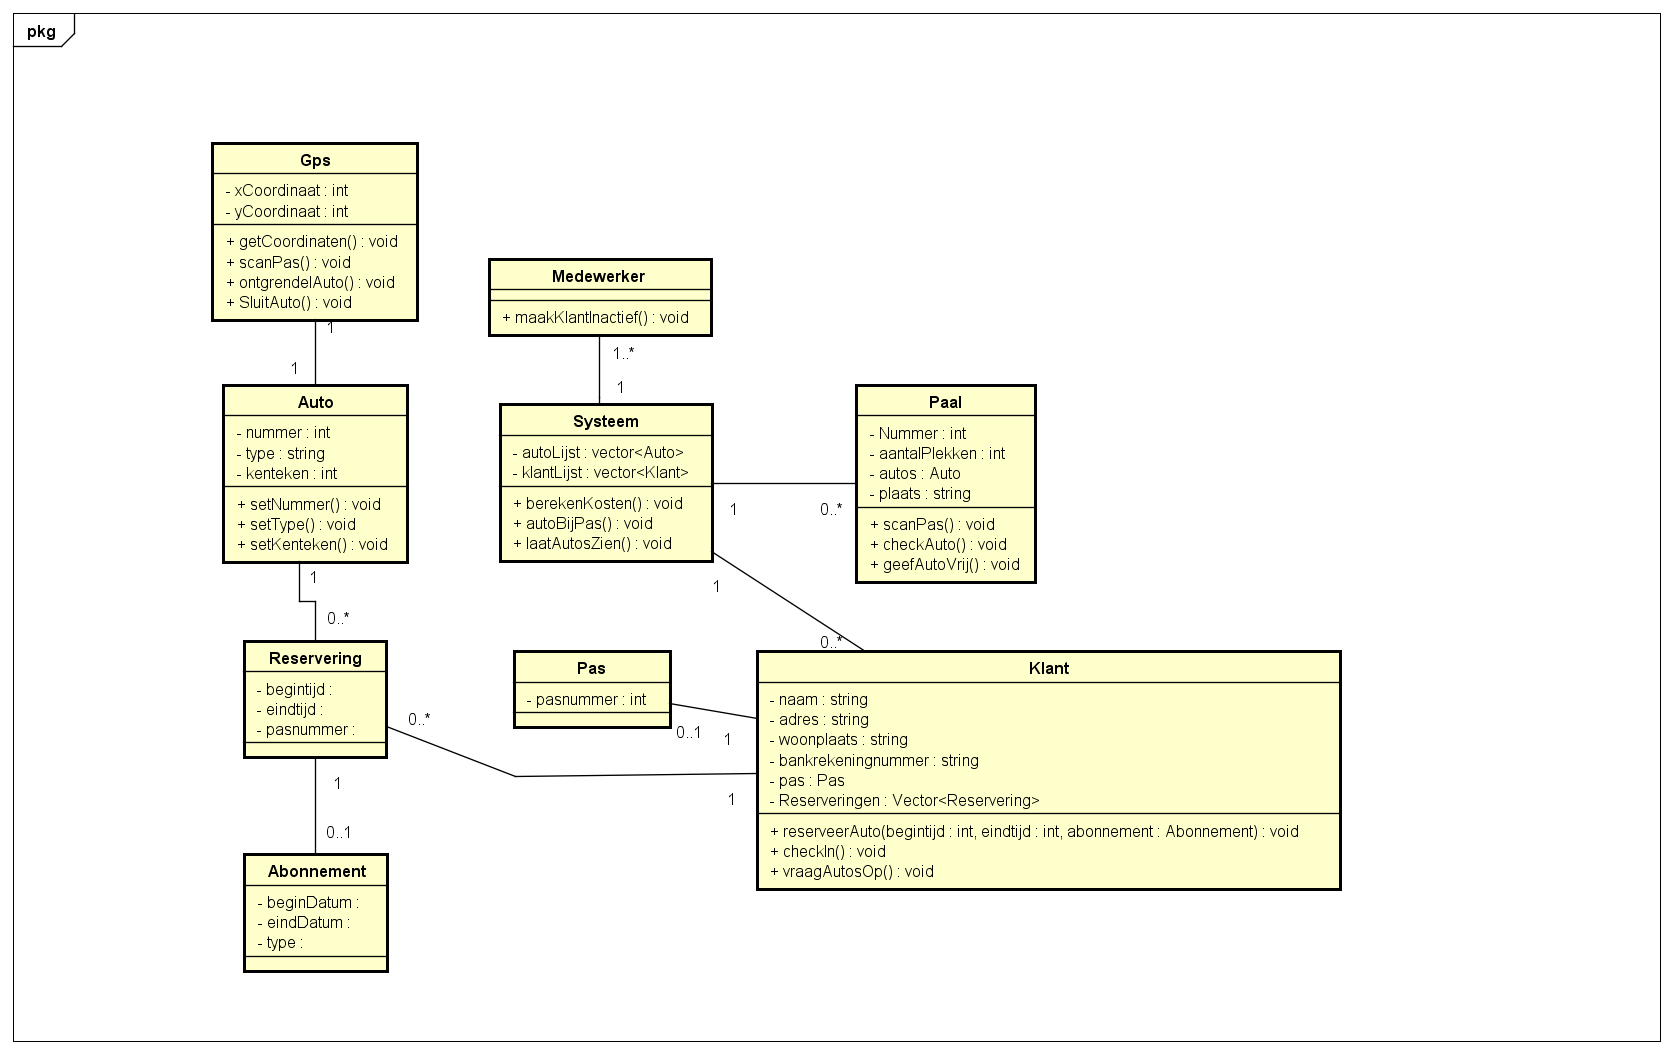 pkg
Gps
- xCoordinaat : int
- yCoordinaat : int
+ getCoordinaten() : void
+ scanPas() : void
+ ontgrendelAuto() : void
+ SluitAuto() : void
1
1
Medewerker
+ maakKlantInactief() : void
1..*
1
Auto
- nummer : int
- type : string
- kenteken : int
+ setNummer() : void
+ setType() : void
+ setKenteken() : void
1
0..*
Systeem
- autoLijst : vector<Auto>
- klantLijst : vector<Klant>
+ berekenKosten() : void
+ autoBijPas() : void
+ laatAutosZien() : void
1
0..*
1
0..*
Paal
- Nummer : int
- aantalPlekken : int
- autos : Auto
- plaats : string
+ scanPas() : void
+ checkAuto() : void
+ geefAutoVrij() : void
Reservering
- begintijd :
- eindtijd :
- pasnummer :
0..*
1
1
0..1
Pas
- pasnummer : int
0..1
1
Klant
- naam : string
- adres : string
- woonplaats : string
- bankrekeningnummer : string
- pas : Pas
- Reserveringen : Vector<Reservering>
+ reserveerAuto(begintijd : int, eindtijd : int, abonnement : Abonnement) : void
+ checkIn() : void
+ vraagAutosOp() : void
Abonnement
- beginDatum :
- eindDatum :
- type :